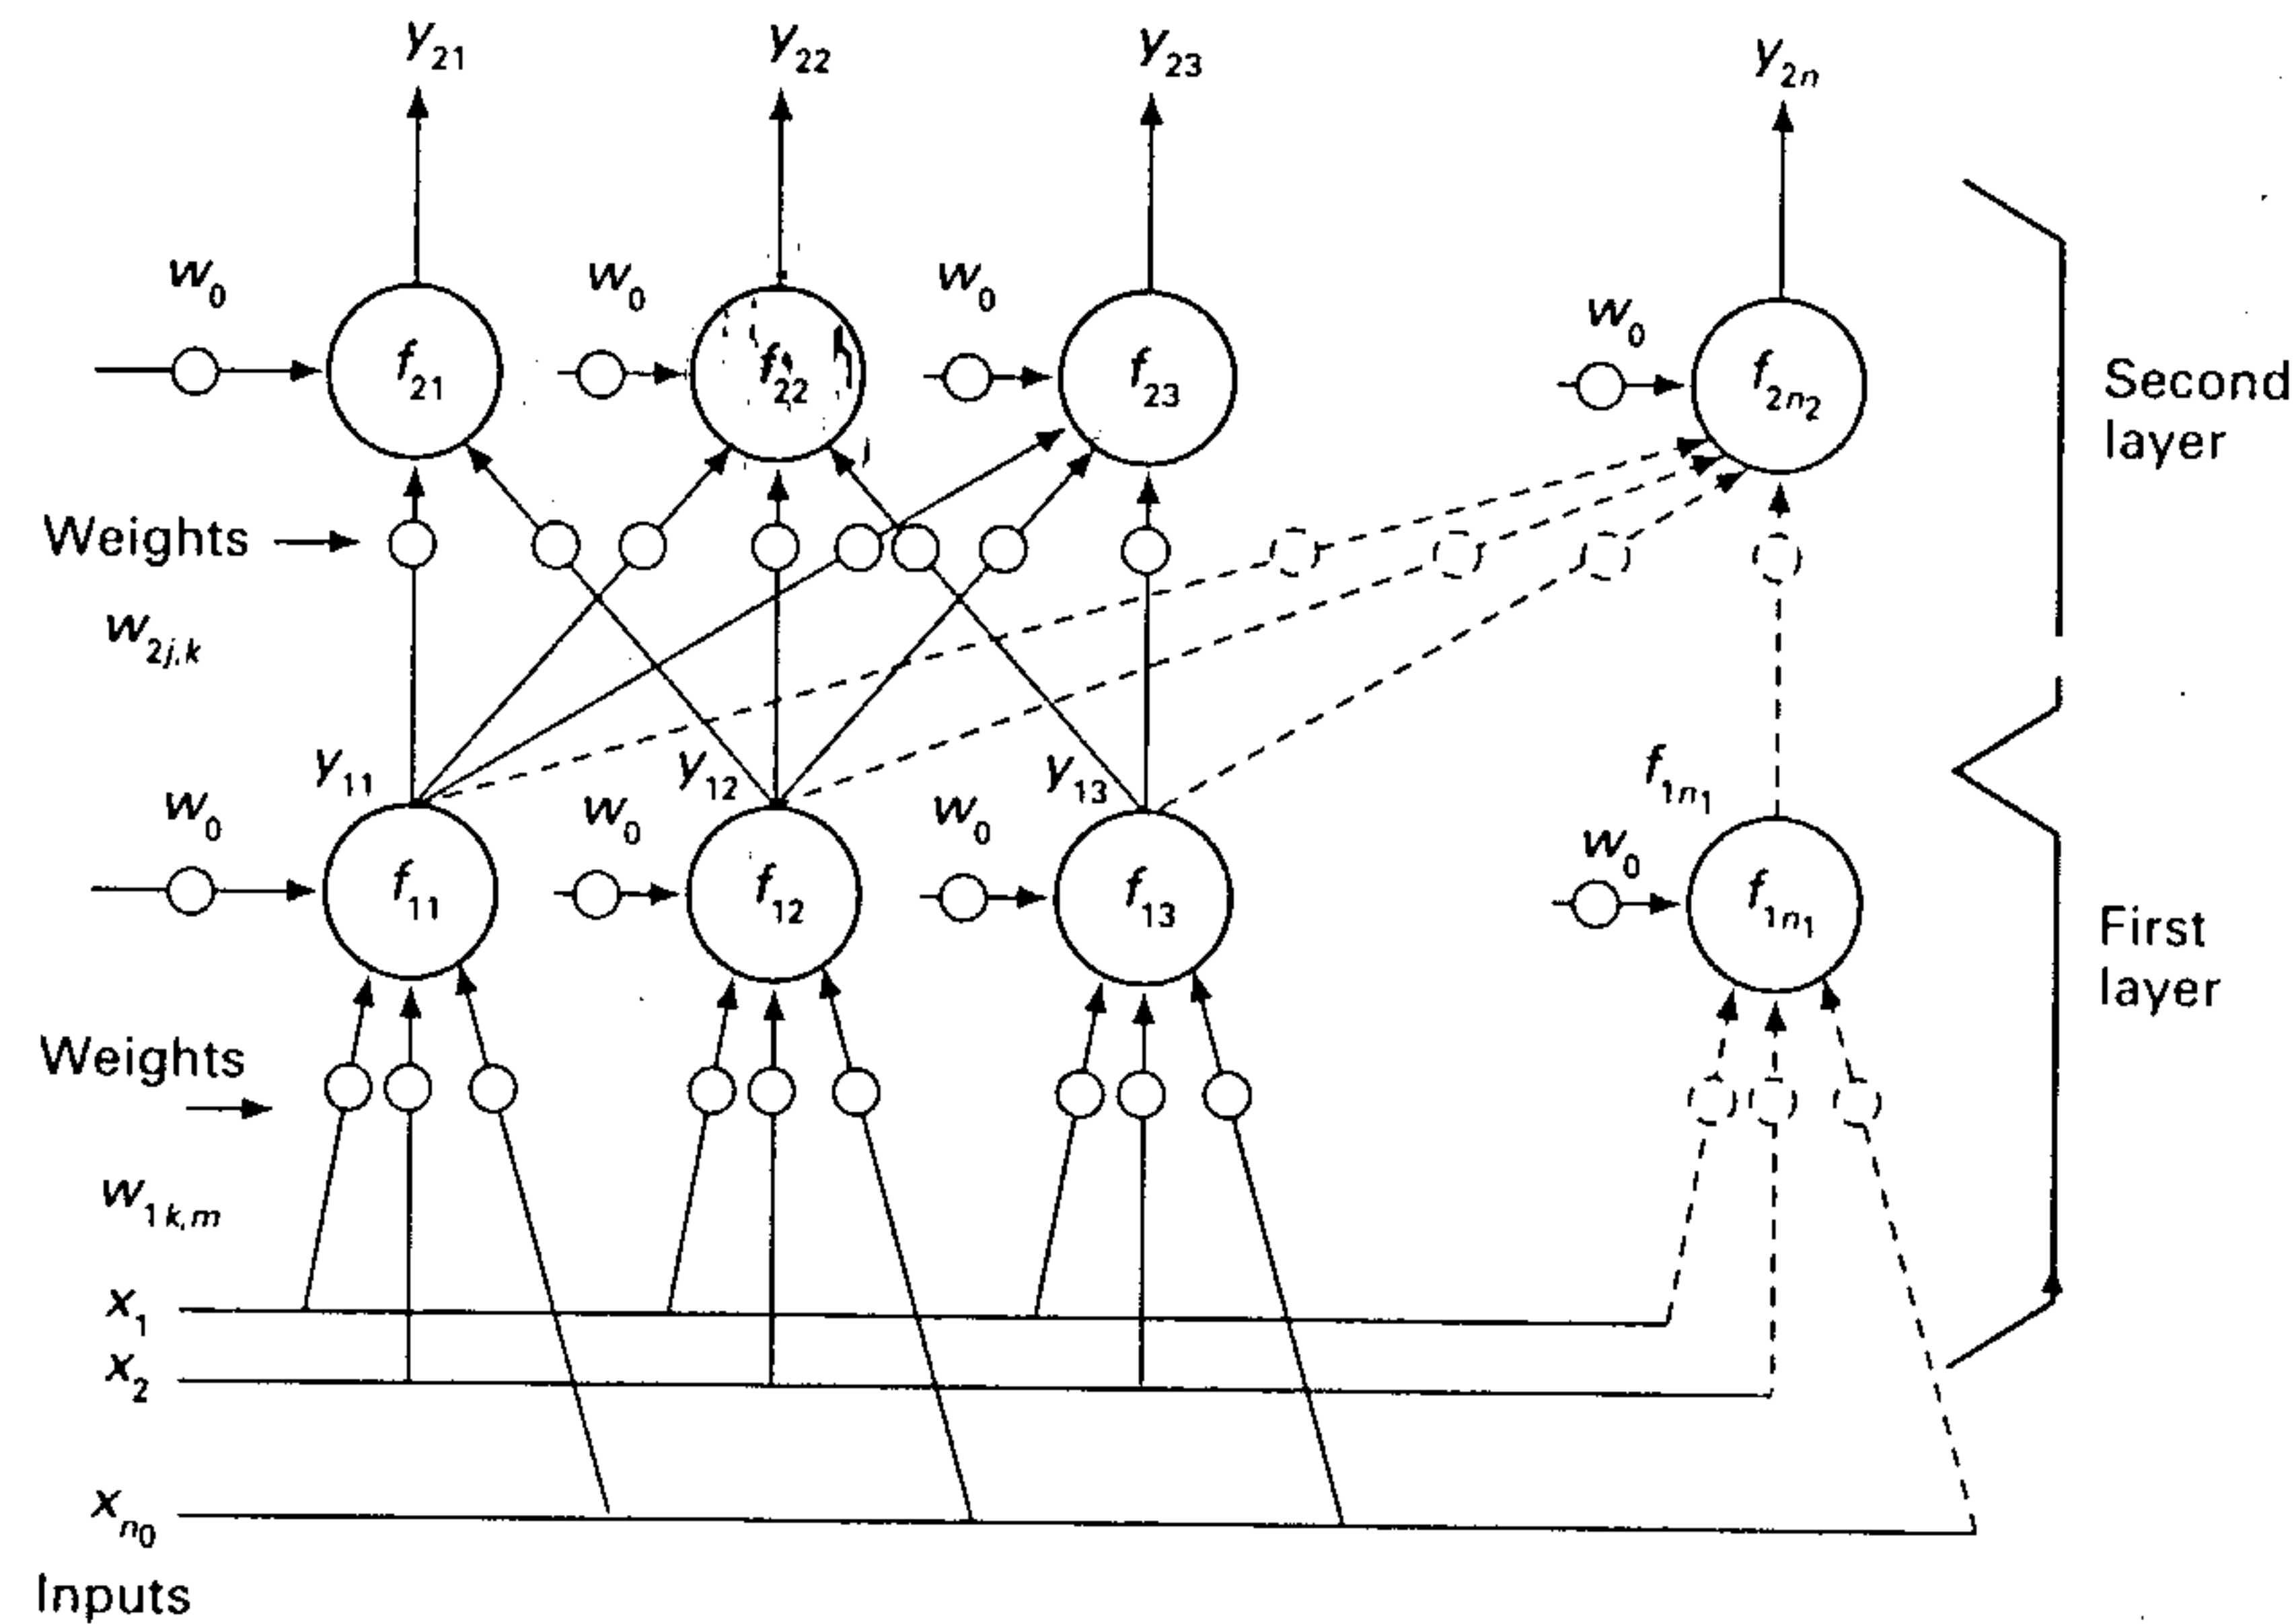 y21 y22 y23 y2n
w0 w0 w0 w0
f21 f22 f23 f2n2
Second
layer
Weights
w2j,k
y11 y12 y13 f1n1
w0 w0 w0 w0
f11 f12 f13 f1n1
First
layer
Weights
w1k,m
x1
x2
xn0
Inputs